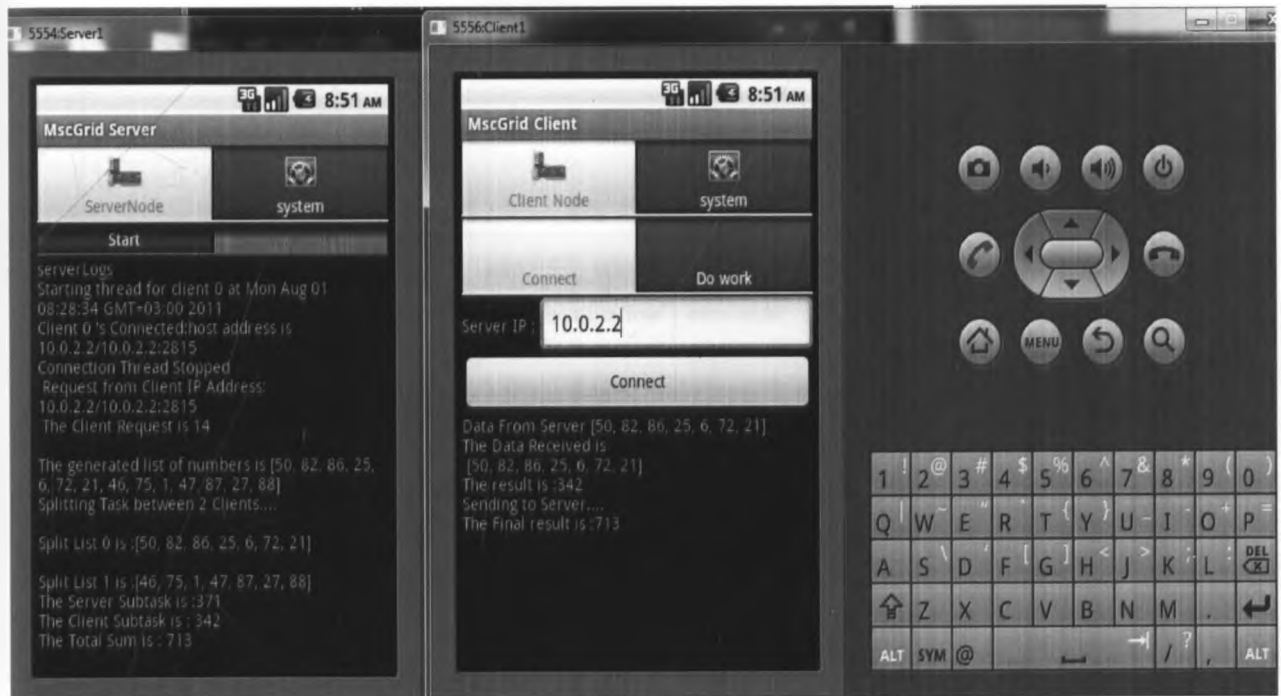 5554:Server1
3G 8:51 AM
MscGrid Server
ServerNode
system
Start
serverLogs
Starting thread for client 0 at Mon Aug 01
08:28:34 GMT+03:00 2011
Client 0 's Connected:host address is
10.0.2.2/10.0.2.2:2815
Connection Thread Stopped
Request from Client IP Address:
10.0.2.2/10.0.2.2:2815
The Client Request is 14
The generated list of numbers is [50, 82, 86, 25,
6, 72, 21, 46, 75, 1, 47, 87, 27, 88]
Splitting Task between 2 Clients....
Split List 0 is :[50, 82, 86, 25, 6, 72, 21]
Split List 1 is :[46, 75, 1, 47, 87, 27, 88]
The Server Subtask is :371
The Client Subtask is : 342
The Total Sum is : 713
5556:Client1
3G 8:51 AM
MscGrid Client
Client Node
system
Connect
Do work
Server IP : 10.0.2.2
Connect
Data From Server [50, 82, 86, 25, 6, 72, 21]
The Data Received is
[50, 82, 86, 25, 6, 72, 21]
The result is :342
Sending to Server....
The Final result is :713
MENU
1 ! 2 @ 3 # 4 $ 5 % 6 ^ 7 & 8 * 9 ( 0 )
Q | W ~ E " R ` T { Y } U _ I - O + P =
A S \ D ' F [ G ] H < J > K ; L : DEL
Z X C V B N M .
ALT SYM @ / ? , ALT